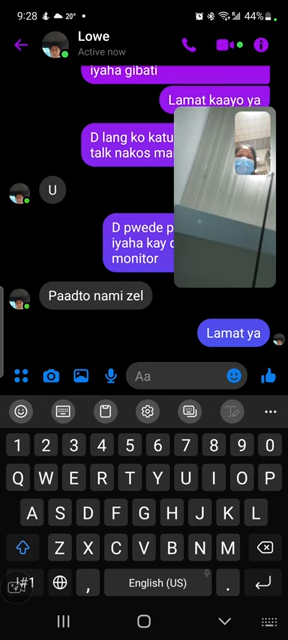 9:28 20° 44%
Lowe
Active now
iyaha gibati
Lamat kaayo ya
D lang ko katu
talk nakos ma
U
D pwede p
iyaha kay
monitor
Paadto nami zel
Lamat ya
Aa
1 2 3 4 5 6 7 8 9 0
Q W E R T Y U I O P
A S D F G H J K L
Z X C V B N M
!#1 , English (US) .